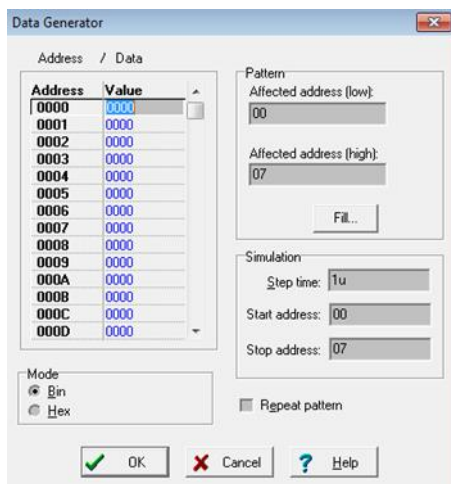 Data Generator
Address / Data
Address Value
0000 0000
0001 0000
0002 0000
0003 0000
0004 0000
0005 0000
0006 0000
0007 0000
0008 0000
0009 0000
000A 0000
000B 0000
000C 0000
000D 0000
Mode
Bin
Hex
Pattern
Affected address (low):
00
Affected address (high):
07
Fill...
Simulation
Step time: 1u
Start address: 00
Stop address: 07
Repeat pattern
OK Cancel ? Help